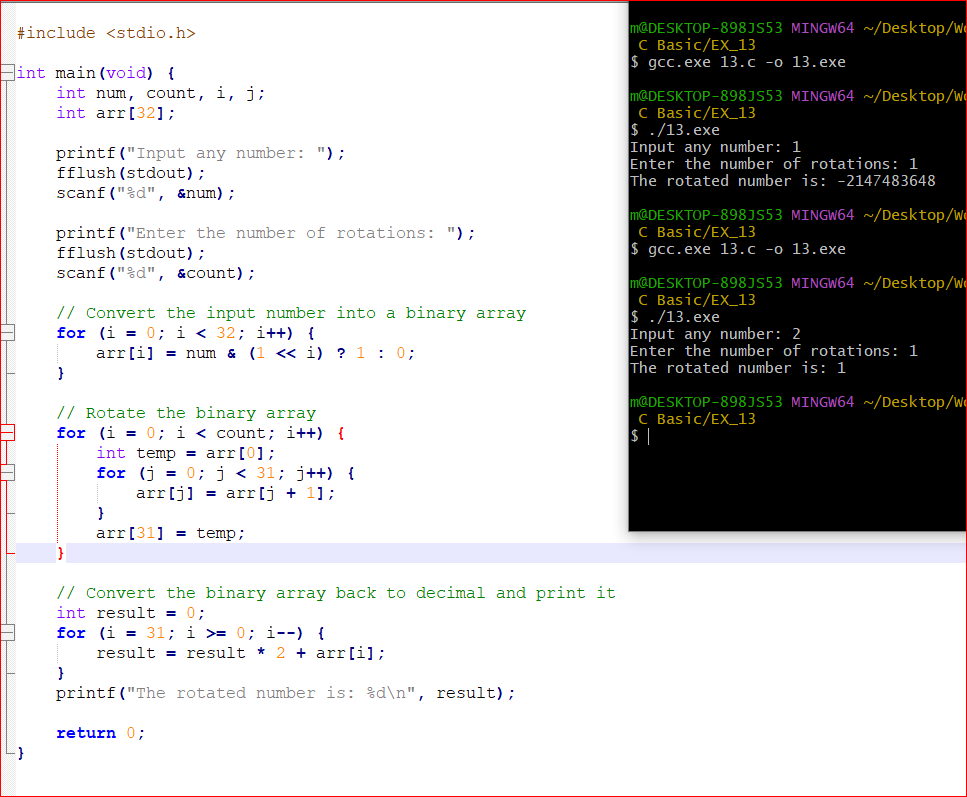 #include <stdio.h>
int main(void) {
    int num, count, i, j;
    int arr[32];
    printf("Input any number: ");
    fflush(stdout);
    scanf("%d", &num);
    printf("Enter the number of rotations: ");
    fflush(stdout);
    scanf("%d", &count);
    // Convert the input number into a binary array
    for (i = 0; i < 32; i++) {
        arr[i] = num & (1 << i) ? 1 : 0;
    }
    // Rotate the binary array
    for (i = 0; i < count; i++) {
        int temp = arr[0];
        for (j = 0; j < 31; j++) {
            arr[j] = arr[j + 1];
        }
        arr[31] = temp;
    }
    // Convert the binary array back to decimal and print it
    int result = 0;
    for (i = 31; i >= 0; i--) {
        result = result * 2 + arr[i];
    }
    printf("The rotated number is: %d\n", result);
    return 0;
}
m@DESKTOP-898JS53 MINGW64 ~/Desktop/Wo
 C Basic/EX_13
$ gcc.exe 13.c -o 13.exe
m@DESKTOP-898JS53 MINGW64 ~/Desktop/Wo
 C Basic/EX_13
$ ./13.exe
Input any number: 1
Enter the number of rotations: 1
The rotated number is: -2147483648
m@DESKTOP-898JS53 MINGW64 ~/Desktop/Wo
 C Basic/EX_13
$ gcc.exe 13.c -o 13.exe
m@DESKTOP-898JS53 MINGW64 ~/Desktop/Wo
 C Basic/EX_13
$ ./13.exe
Input any number: 2
Enter the number of rotations: 1
The rotated number is: 1
m@DESKTOP-898JS53 MINGW64 ~/Desktop/Wo
 C Basic/EX_13
$